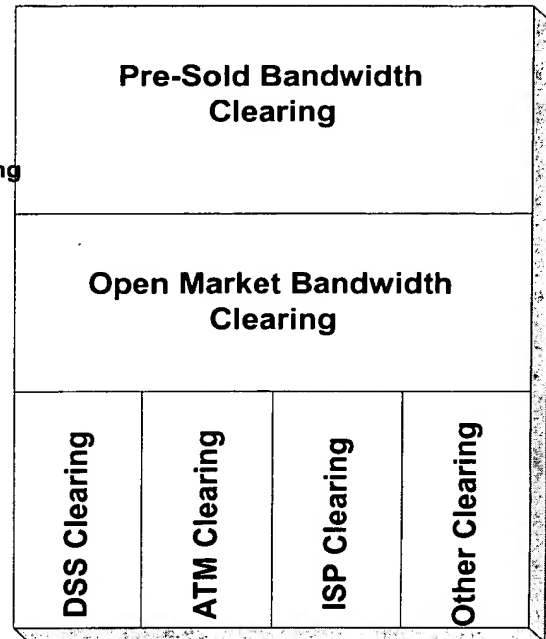 Pre-Sold Bandwidth
Clearing
Open Market Bandwidth
Clearing
DSS Clearing
ATM Clearing
ISP Clearing
Other Clearing